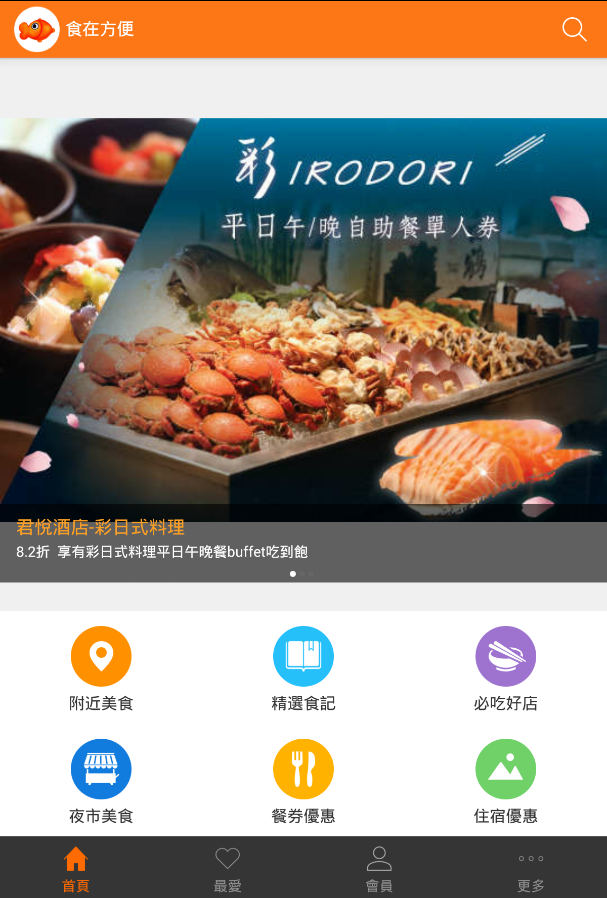 食在方便
彩 IRODORI
平日午/晚自助餐單人券
君悅酒店-彩日式料理
8.2折 享有彩日式料理平日午晚餐buffet吃到飽
附近美食
精選食記
必吃好店
夜市美食
餐券優惠
住宿優惠
首頁
最愛
會員
更多